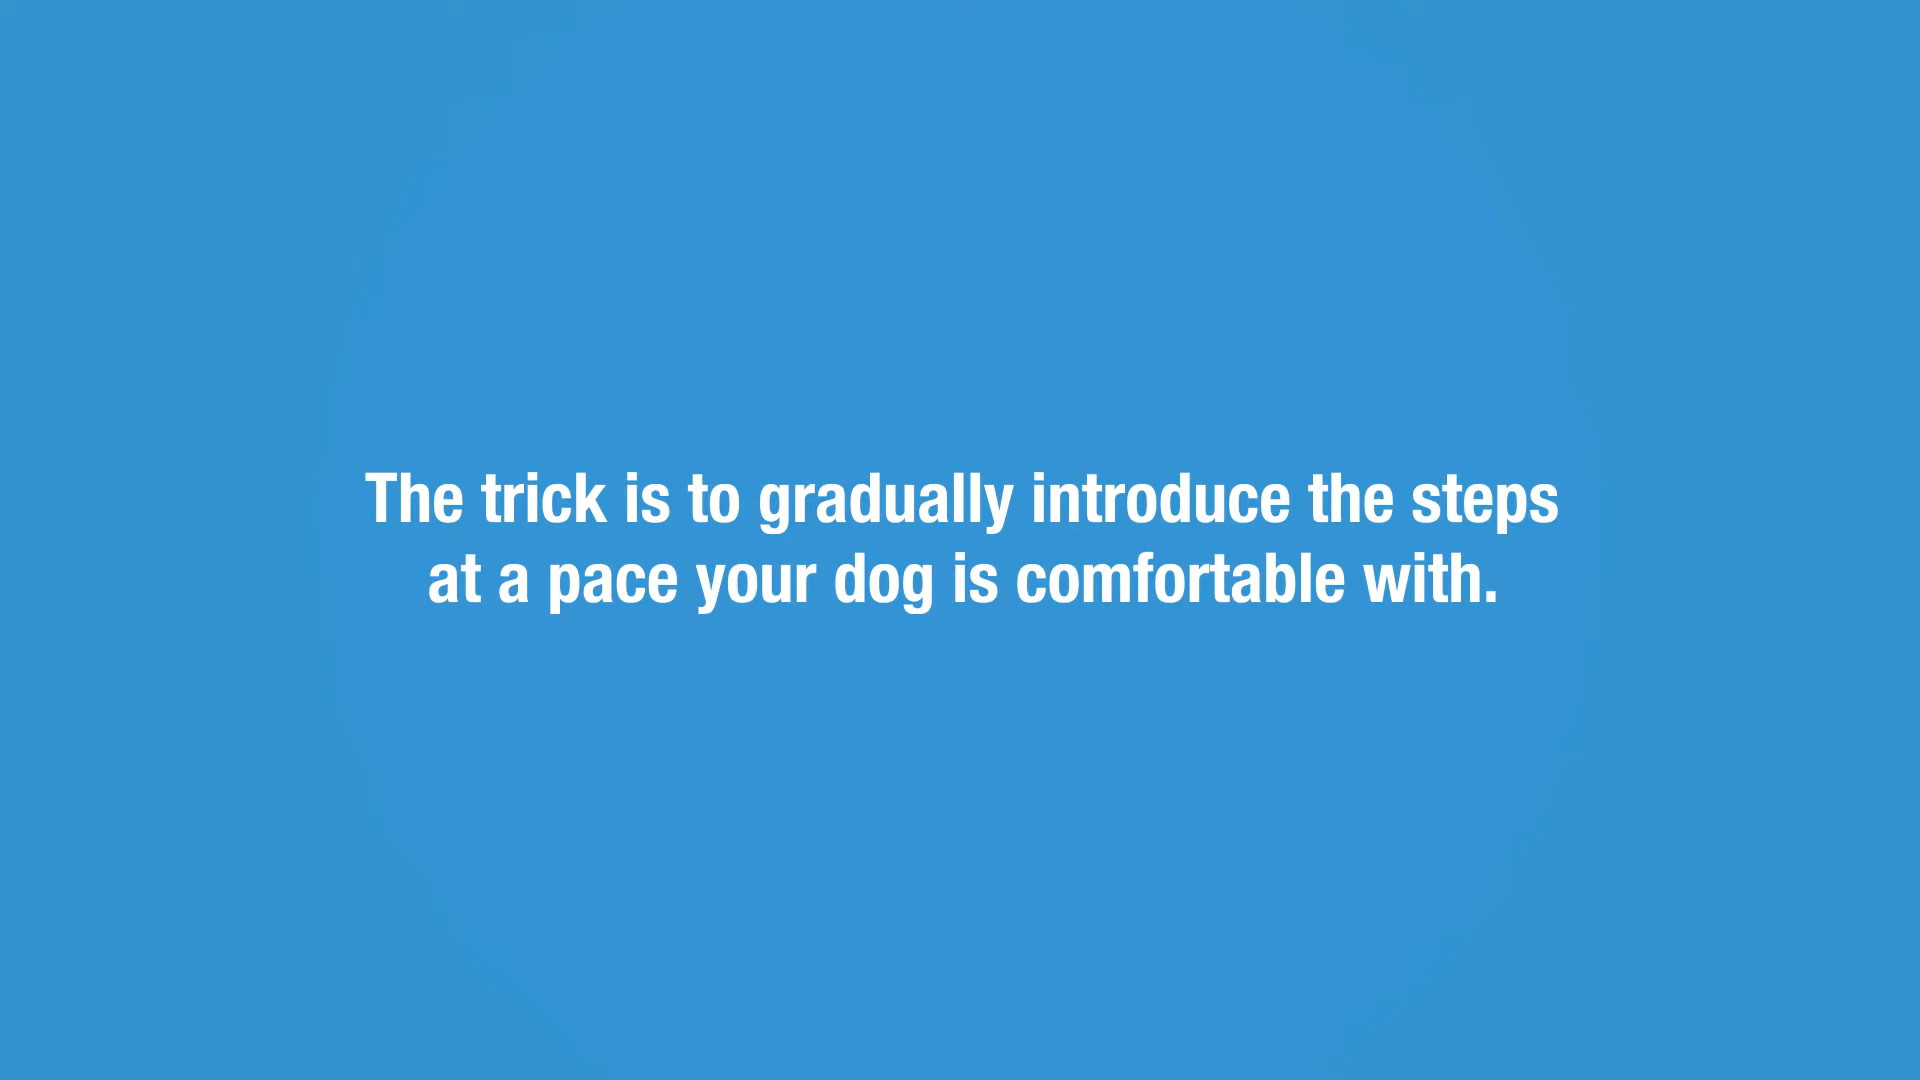 The trick is to gradually introduce the steps
at a pace your dog is comfortable with.